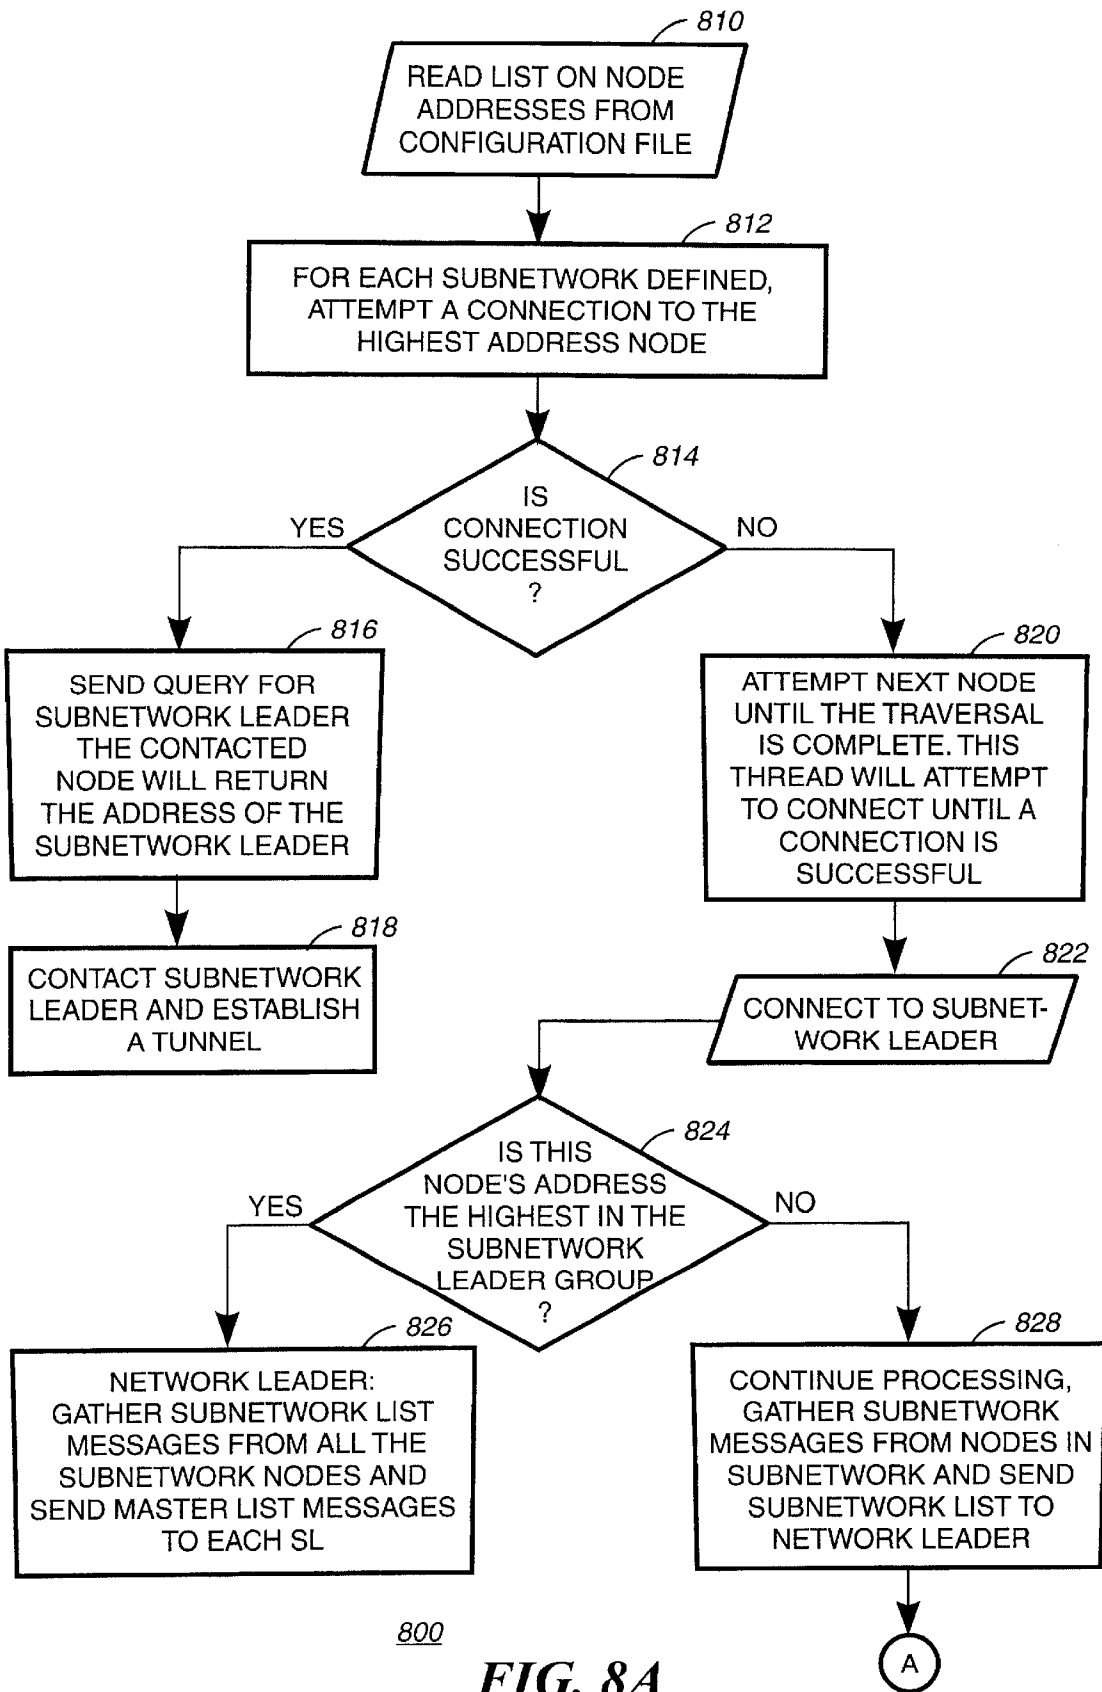 810
READ LIST ON NODE
ADDRESSES FROM
CONFIGURATION FILE
812
FOR EACH SUBNETWORK DEFINED,
ATTEMPT A CONNECTION TO THE
HIGHEST ADDRESS NODE
814
IS
CONNECTION
SUCCESSFUL
?
YES
NO
816
SEND QUERY FOR
SUBNETWORK LEADER
THE CONTACTED
NODE WILL RETURN
THE ADDRESS OF THE
SUBNETWORK LEADER
820
ATTEMPT NEXT NODE
UNTIL THE TRAVERSAL
IS COMPLETE. THIS
THREAD WILL ATTEMPT
TO CONNECT UNTIL A
CONNECTION IS
SUCCESSFUL
818
CONTACT SUBNETWORK
LEADER AND ESTABLISH
A TUNNEL
822
CONNECT TO SUBNET-
WORK LEADER
824
IS THIS
NODE'S ADDRESS
THE HIGHEST IN THE
SUBNETWORK
LEADER GROUP
?
YES
NO
826
NETWORK LEADER:
GATHER SUBNETWORK LIST
MESSAGES FROM ALL THE
SUBNETWORK NODES AND
SEND MASTER LIST MESSAGES
TO EACH SL
828
CONTINUE PROCESSING,
GATHER SUBNETWORK
MESSAGES FROM NODES IN
SUBNETWORK AND SEND
SUBNETWORK LIST TO
NETWORK LEADER
800
A
FIG. 8A